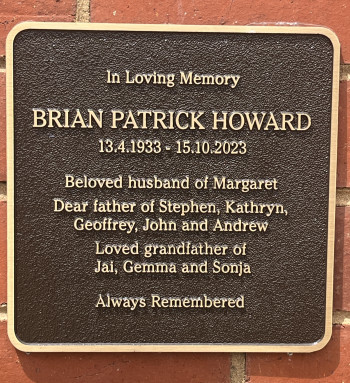 In Loving Memory
BRIAN PATRICK HOWARD
13.4.1933 - 15.10.2023
Beloved husband of Margaret
Dear father of Stephen, Kathryn,
Geoffrey, John and Andrew
Loved grandfather of
Jai, Gemma and Sonja
Always Remembered